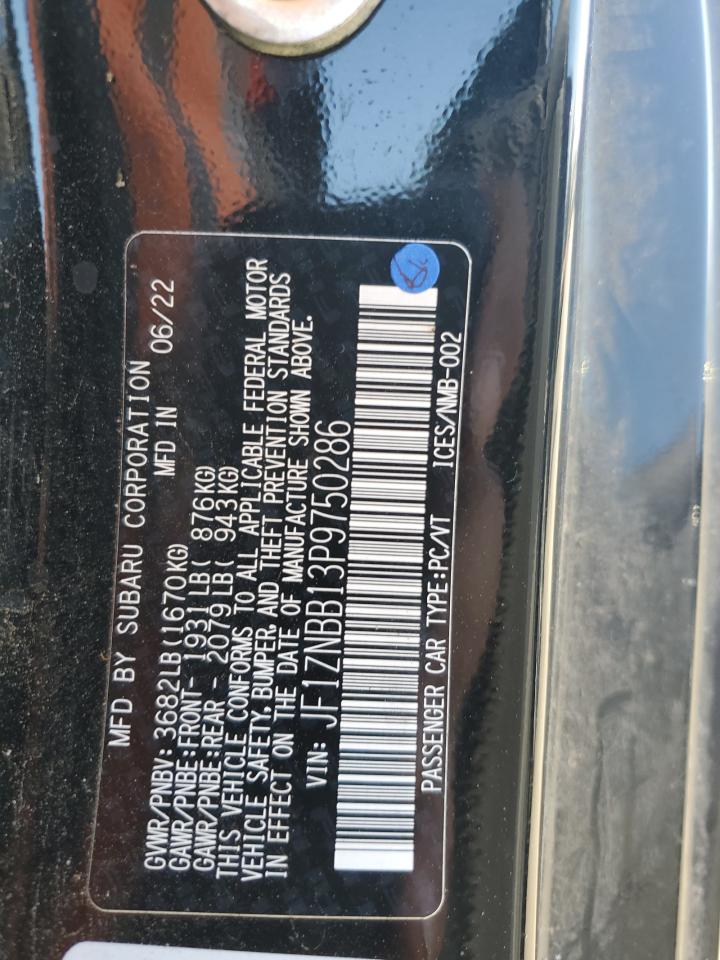 MFD BY SUBARU CORPORATION
MFD IN 06/22
GVWR/PNBV: 3682LB(1670KG)
GAWR/PNBE:FRONT- 1931LB( 876KG)
GAWR/PNBE:REAR - 2079LB( 943KG)
THIS VEHICLE CONFORMS TO ALL APPLICABLE FEDERAL MOTOR
VEHICLE SAFETY,BUMPER,AND THEFT PREVENTION STANDARDS
IN EFFECT ON THE DATE OF MANUFACTURE SHOWN ABOVE.
VIN: JF1ZNBB13P9750286
PASSENGER CAR TYPE:PC/VT ICES/NMB-002